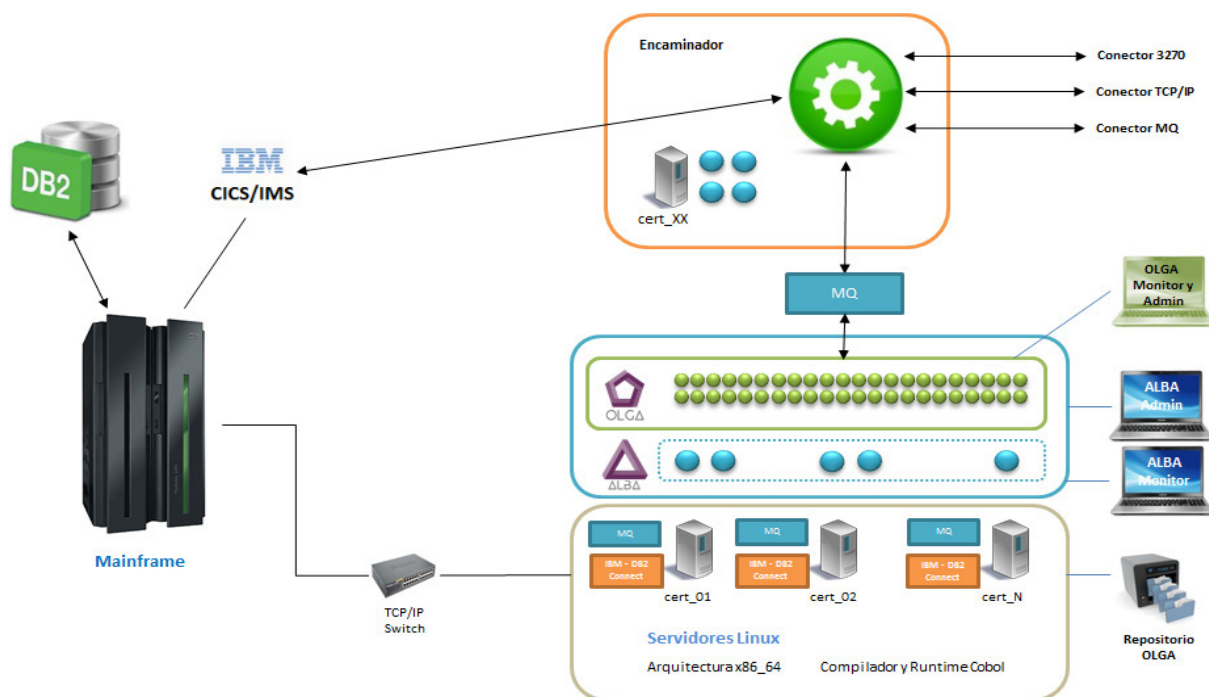 Encaminador
Conector 3270
Conector TCP/IP
Conector MQ
DB2
IBM
CICS/IMS
cert_XX
MQ
OLGA
Monitor y
Admin
OLGA
ALBA
Admin
ALBA
ALBA
Monitor
Mainframe
MQ
IBM - DB2
Connect
cert_01
MQ
IBM - DB2
Connect
cert_02
MQ
IBM - DB2
Connect
cert_N
TCP/IP
Switch
Servidores Linux
Arquitectura x86_64
Compilador y Runtime Cobol
Repositorio
OLGA